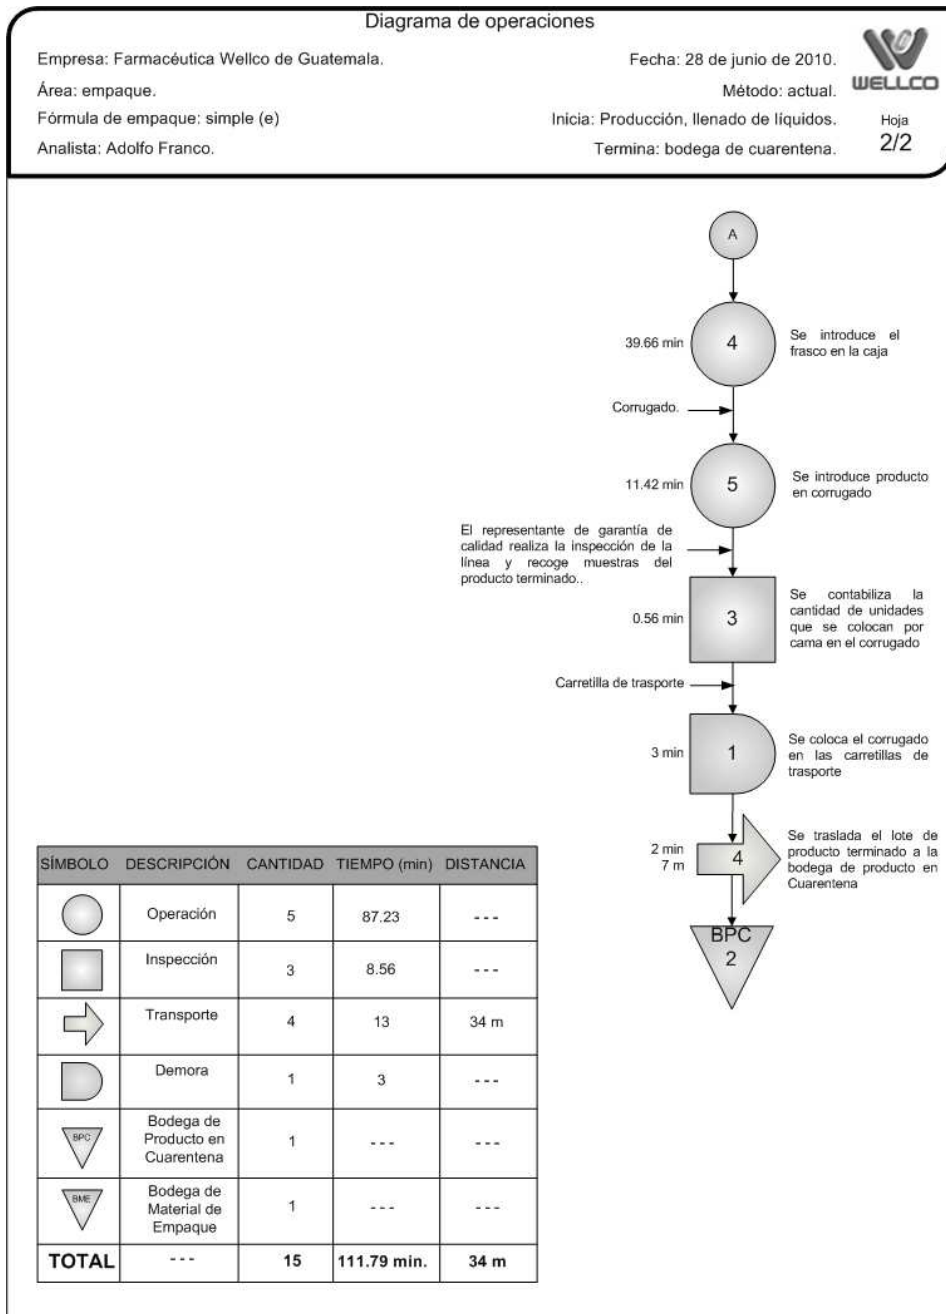 Diagrama de operaciones
Empresa: Farmacéutica Wellco de Guatemala.
Fecha: 28 de junio de 2010.
WELLCO
Área: empaque.
Método: actual.
Fórmula de empaque: simple (e)
Inicia: Producción, llenado de líquidos.
Hoja
2/2
Analista: Adolfo Franco.
Termina: bodega de cuarentena.
A
39.66 min
4
Se introduce el
frasco en la caja
Corrugado.
11.42 min
5
Se introduce producto
en corrugado
El representante de garantía de
calidad realiza la inspección de la
línea y recoge muestras del
producto terminado..
0.56 min
3
Se contabiliza la
cantidad de unidades
que se colocan por
cama en el corrugado
Carretilla de trasporte
3 min
1
Se coloca el corrugado
en las carretillas de
trasporte
2 min
7 m
4
Se traslada el lote de
producto terminado a la
bodega de producto en
Cuarentena
BPC
2
SÍMBOLO DESCRIPCIÓN CANTIDAD TIEMPO (min) DISTANCIA
Operación 5 87.23 - - -
Inspección 3 8.56 - - -
Transporte 4 13 34 m
Demora 1 3 - - -
BPC
Bodega de
Producto en
Cuarentena
1 - - - - - -
BME
Bodega de
Material de
Empaque
1 - - - - - -
TOTAL - - - 15 111.79 min. 34 m